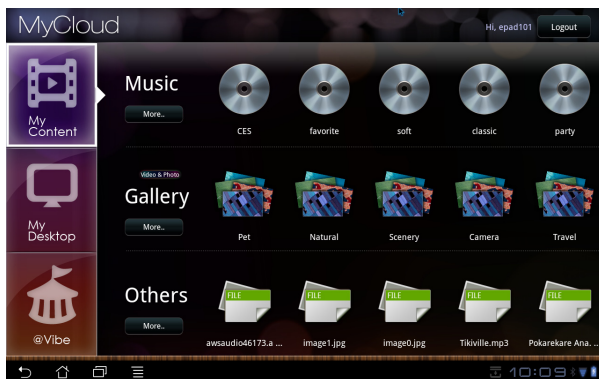 MyCloud
Hi, epad101
Logout
My
Content
Music
More..
CES
favorite
soft
classic
party
My
Desktop
Video & Photo
Gallery
More..
Pet
Natural
Scenery
Camera
Travel
@Vibe
Others
More..
FILE
FILE
FILE
FILE
FILE
awsaudio46173.a ...
image1.jpg
image0.jpg
Tikiville.mp3
Pokarekare Ana. ..
10:09